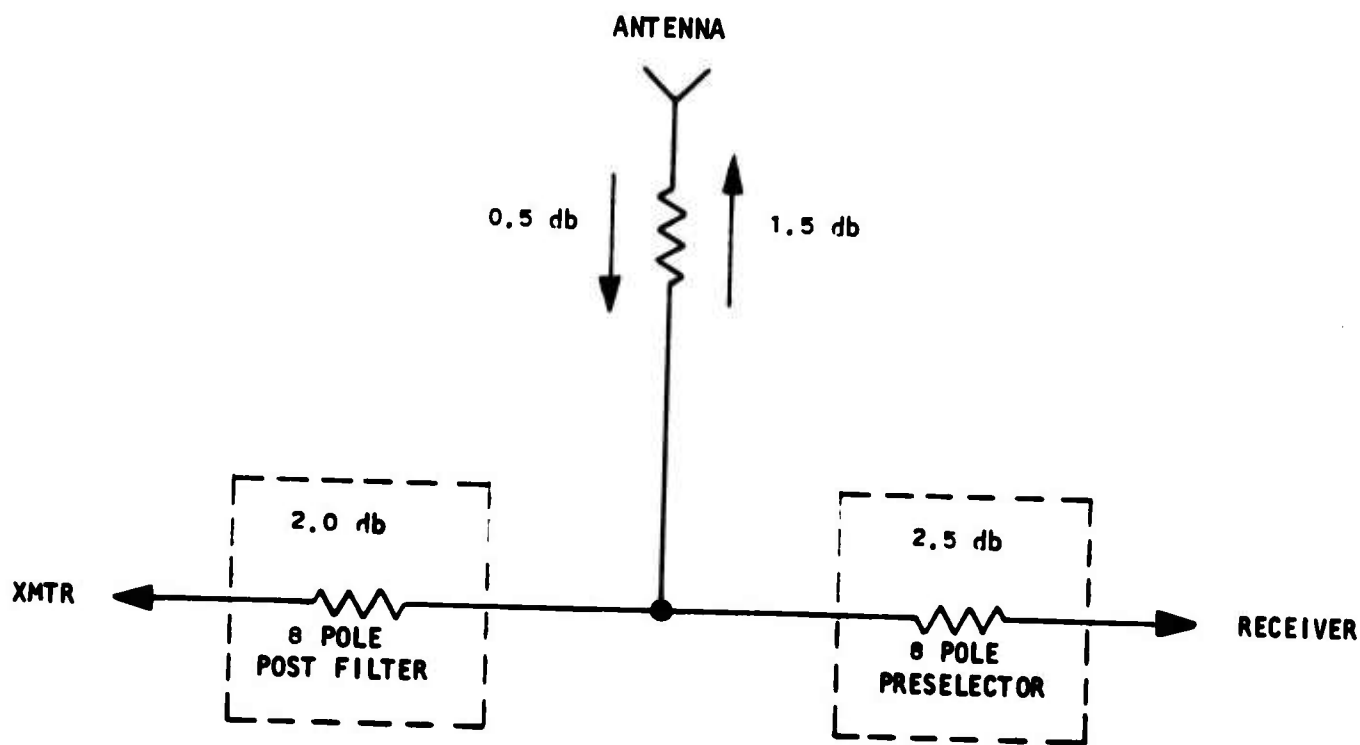 ANTENNA
0.5 db
1.5 db
2.0 db
2.5 db
XMTR
8 POLE
POST FILTER
8 POLE
PRESELECTOR
RECEIVER